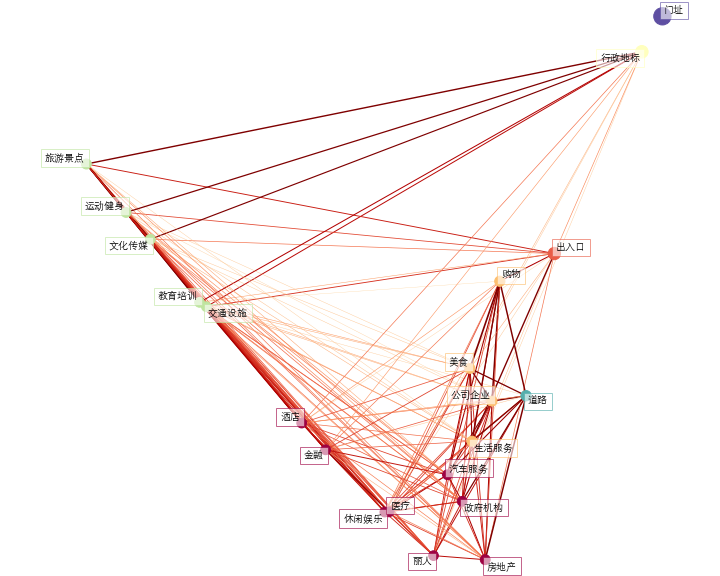 门址
行政地标
旅游景点
运动健身
文化传媒
出入口
购物
教育培训
交通设施
美食
公司企业
道路
酒店
生活服务
金融
汽车服务
医疗
政府机构
休闲娱乐
丽人
房地产